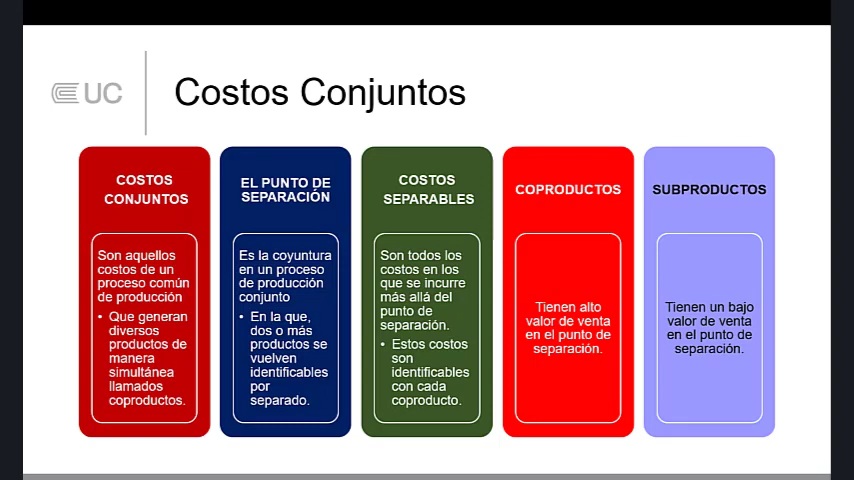 UC
Costos Conjuntos
COSTOS
CONJUNTOS
Son aquellos
costos de un
proceso común
de producción
• Que generan
diversos
productos de
manera
simultánea
llamados
coproductos.
EL PUNTO DE
SEPARACIÓN
Es la coyuntura
en un proceso
de producción
conjunto
• En la que,
dos o más
productos se
vuelven
identificables
por
separado.
COSTOS
SEPARABLES
Son todos los
costos en los
que se incurre
más allá del
punto de
separación.
• Estos costos
son
identificables
con cada
coproducto.
COPRODUCTOS
Tienen alto
valor de venta
en el punto de
separación.
SUBPRODUCTOS
Tienen un bajo
valor de venta
en el punto de
separación.